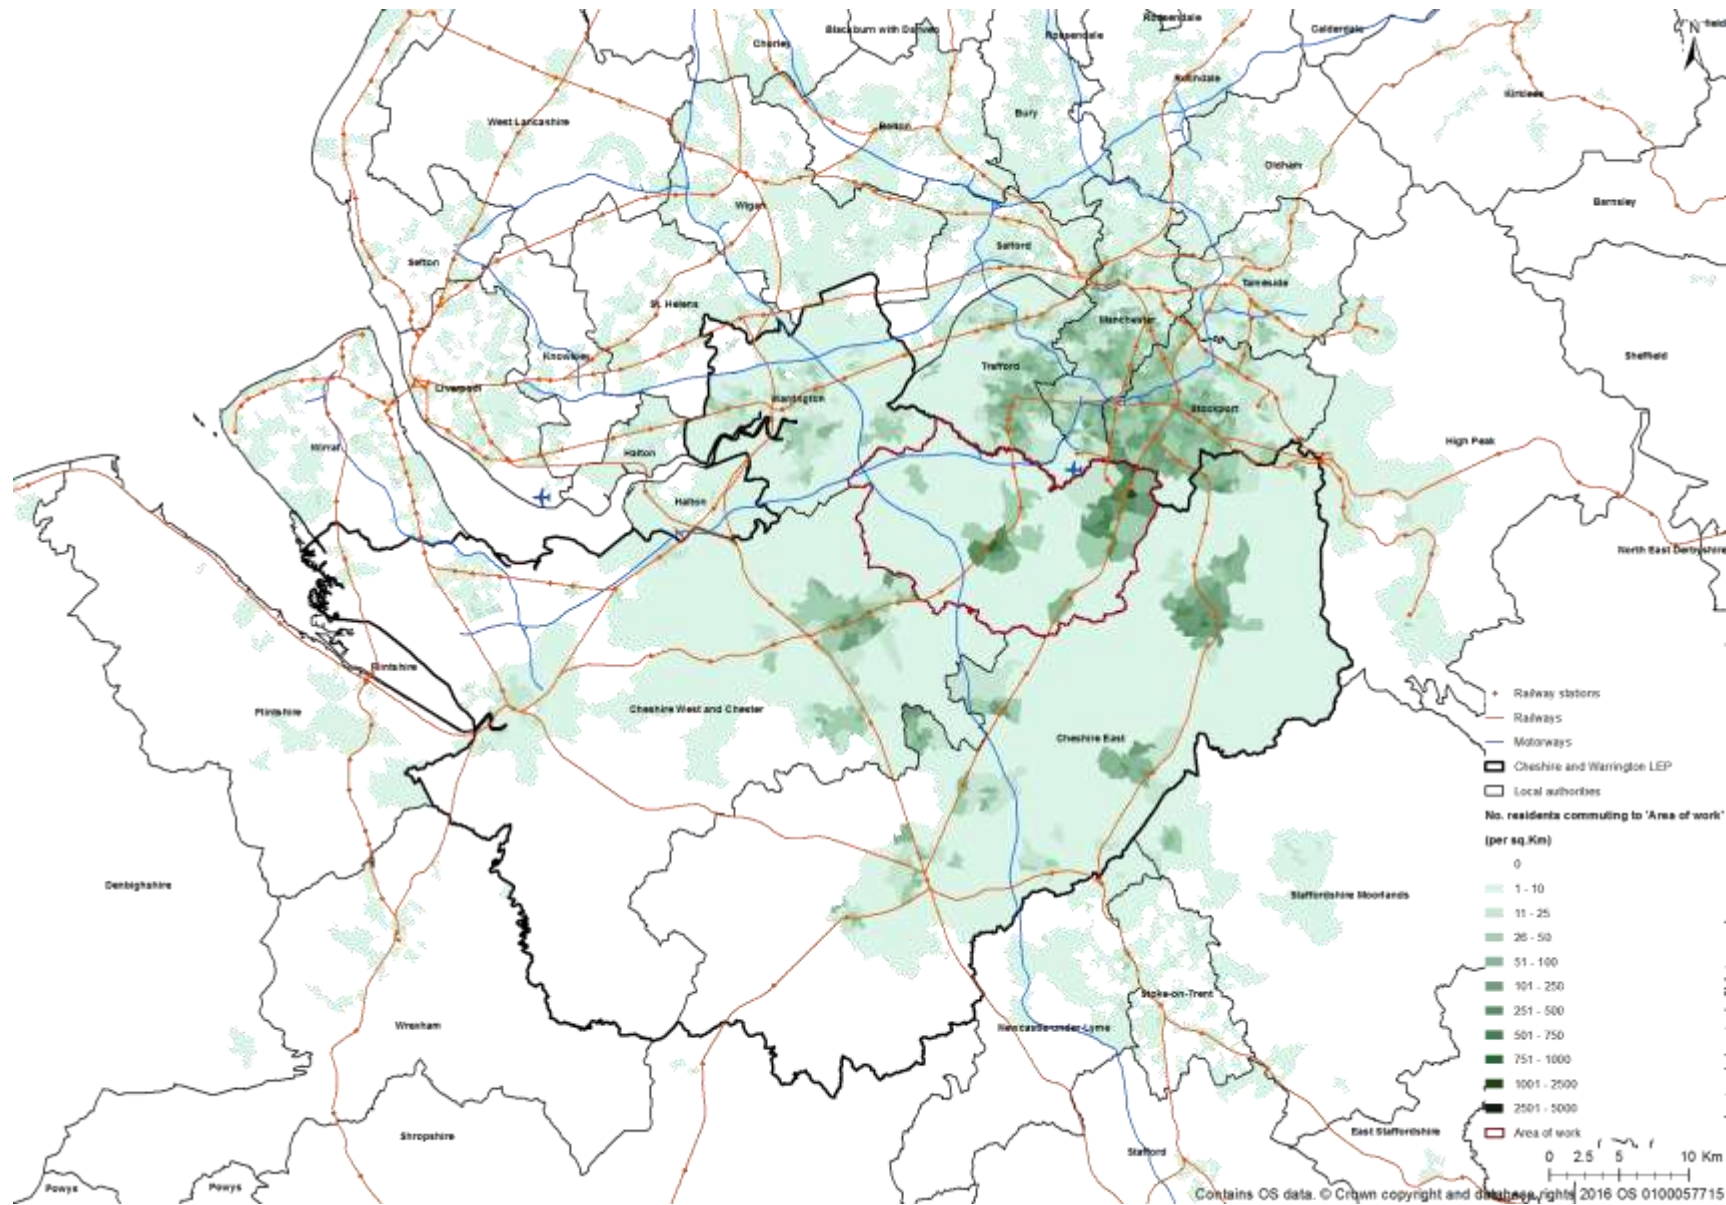 Rossendale
Blackburn with Darwen
Calderdale
Rossendale
N
field
Chorley
Rochdale
Kirklees
West Lancashire
Bolton
Bury
Oldham
Wigan
Barnsley
Salford
Sefton
Tameside
St. Helens
Manchester
Knowsley
Sheffield
Trafford
Liverpool
Warrington
Stockport
Wirral
Halton
High Peak
Halton
North East Derbyshire
Flintshire
Flintshire
Cheshire West and Chester
Cheshire East
Denbighshire
Staffordshire Moorlands
Stoke-on-Trent
Wrexham
Newcastle-under-Lyme
Shropshire
East Staffordshire
Stafford
Powys
Powys
Railway stations
Railways
Motorways
Cheshire and Warrington LEP
Local authorities
No. residents commuting to 'Area of work'
(per sq.Km)
0
1 - 10
11 - 25
26 - 50
51 - 100
101 - 250
251 - 500
501 - 750
751 - 1000
1001 - 2500
2501 - 5000
Area of work
0 2.5 5 10 Km
Contains OS data. © Crown copyright and database rights 2016 OS 0100057715